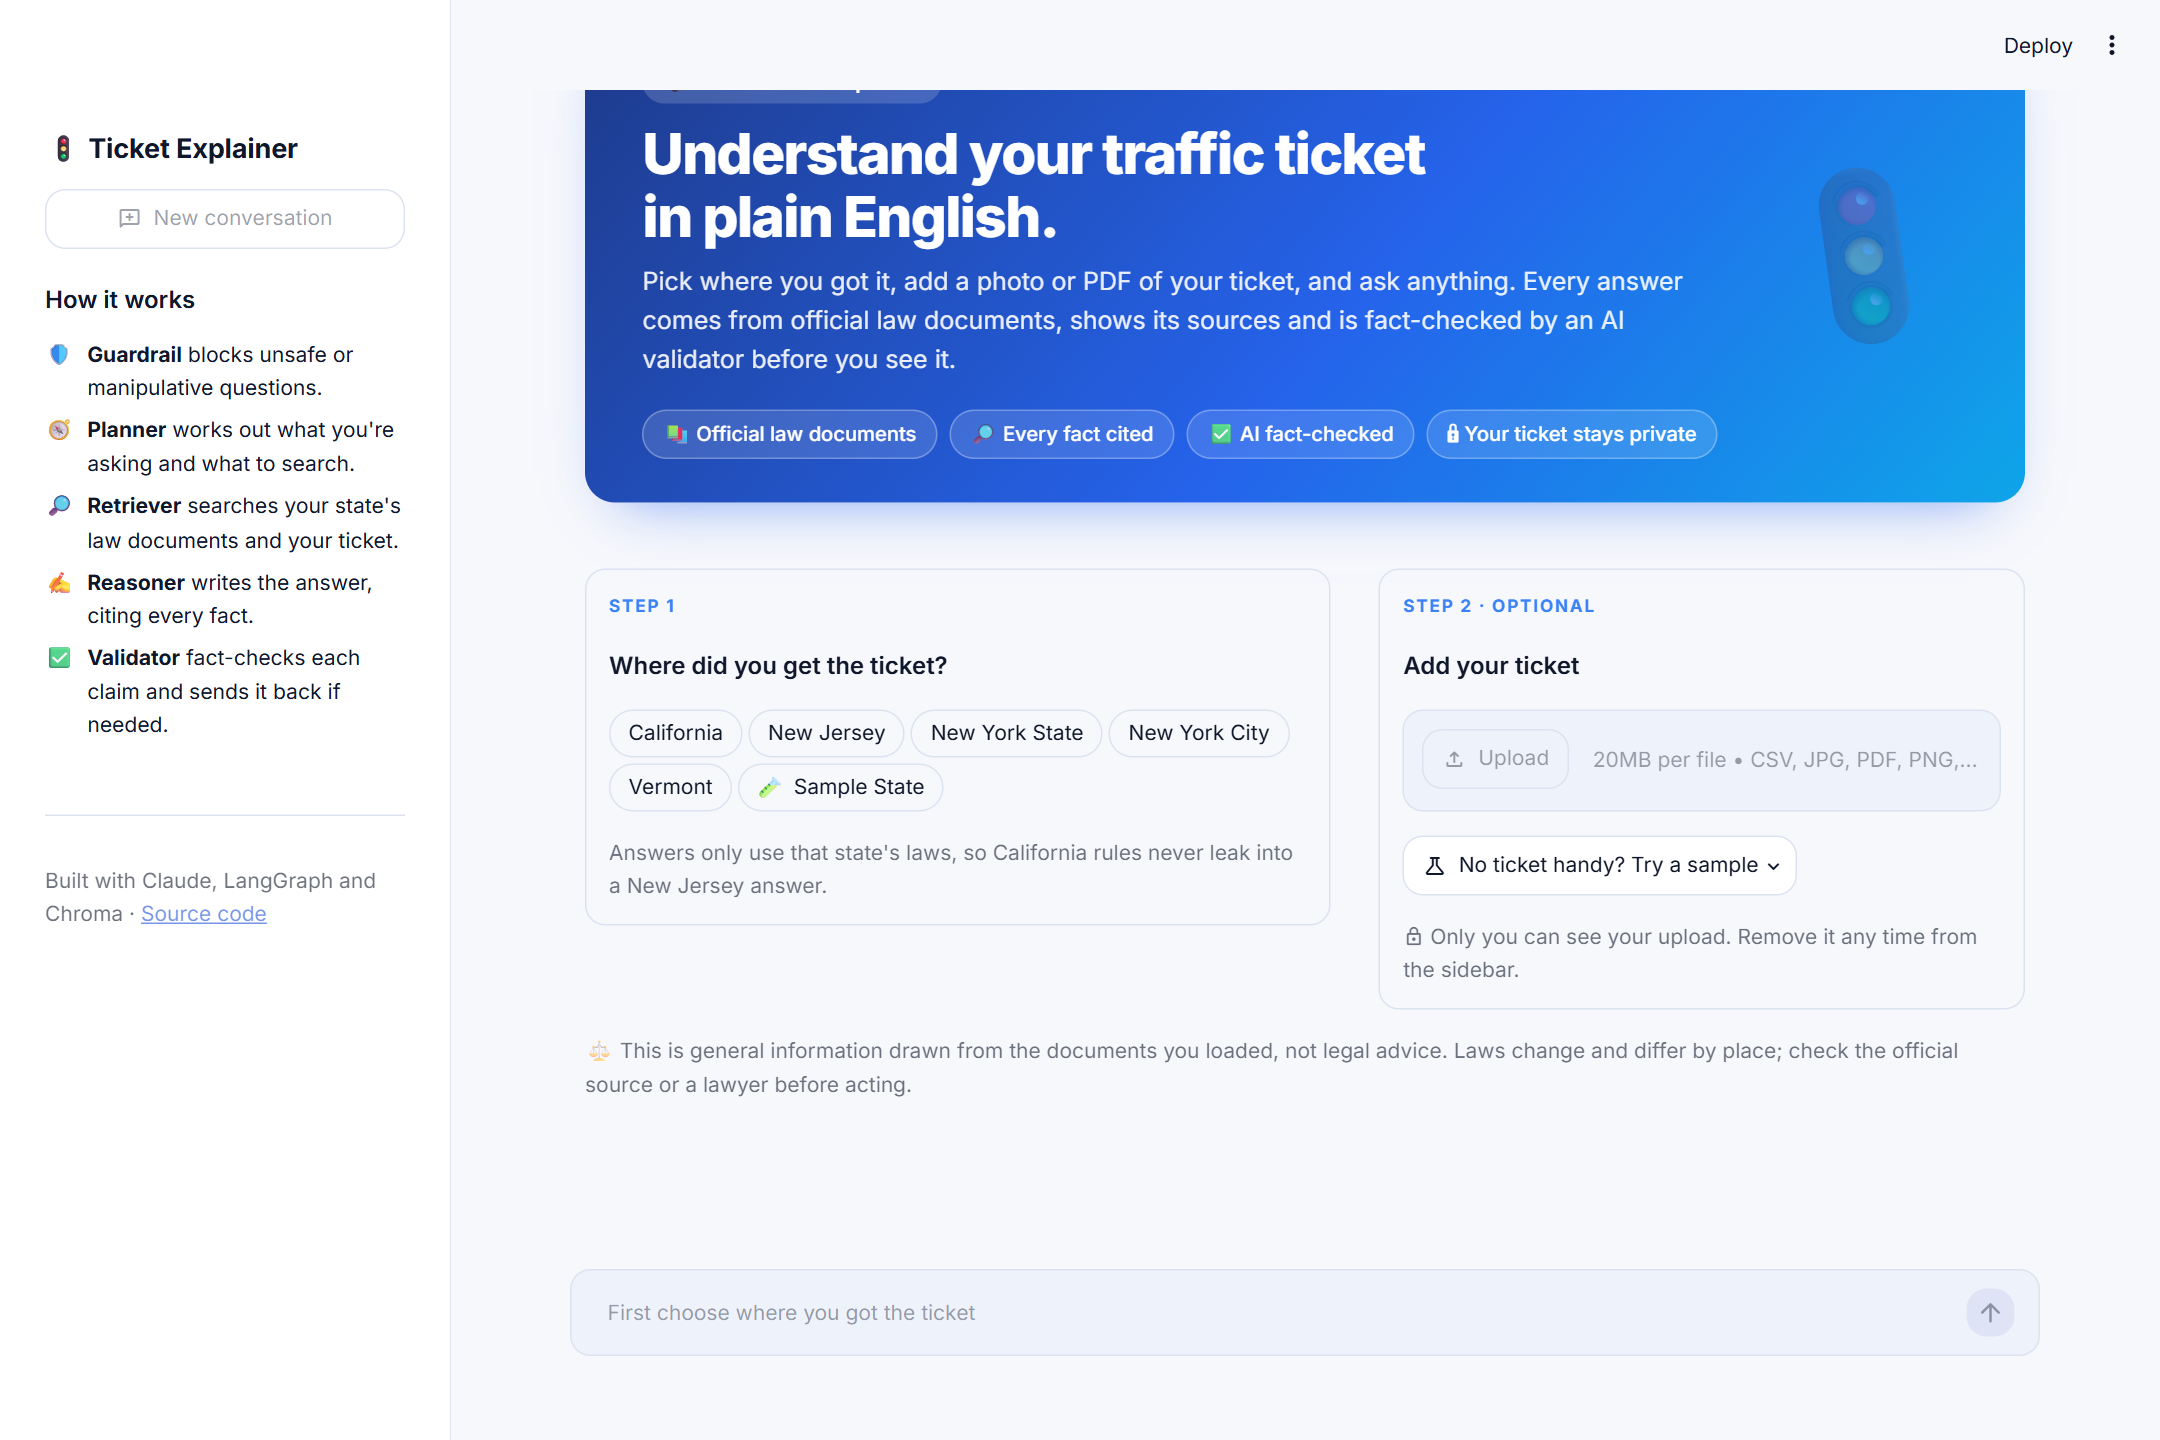 Deploy
Ticket Explainer
New conversation
How it works
Guardrail blocks unsafe or
manipulative questions.
Planner works out what you're
asking and what to search.
Retriever searches your state's
law documents and your ticket.
Reasoner writes the answer,
citing every fact.
Validator fact-checks each
claim and sends it back if
needed.
Built with Claude, LangGraph and
Chroma · Source code
Understand your traffic ticket
in plain English.
Pick where you got it, add a photo or PDF of your ticket, and ask anything. Every answer
comes from official law documents, shows its sources and is fact-checked by an AI
validator before you see it.
Official law documents
Every fact cited
AI fact-checked
Your ticket stays private
STEP 1
Where did you get the ticket?
California
New Jersey
New York State
New York City
Vermont
Sample State
Answers only use that state's laws, so California rules never leak into
a New Jersey answer.
STEP 2 · OPTIONAL
Add your ticket
Upload
20MB per file • CSV, JPG, PDF, PNG,...
No ticket handy? Try a sample
Only you can see your upload. Remove it any time from
the sidebar.
This is general information drawn from the documents you loaded, not legal advice. Laws change and differ by place; check the official
source or a lawyer before acting.
First choose where you got the ticket